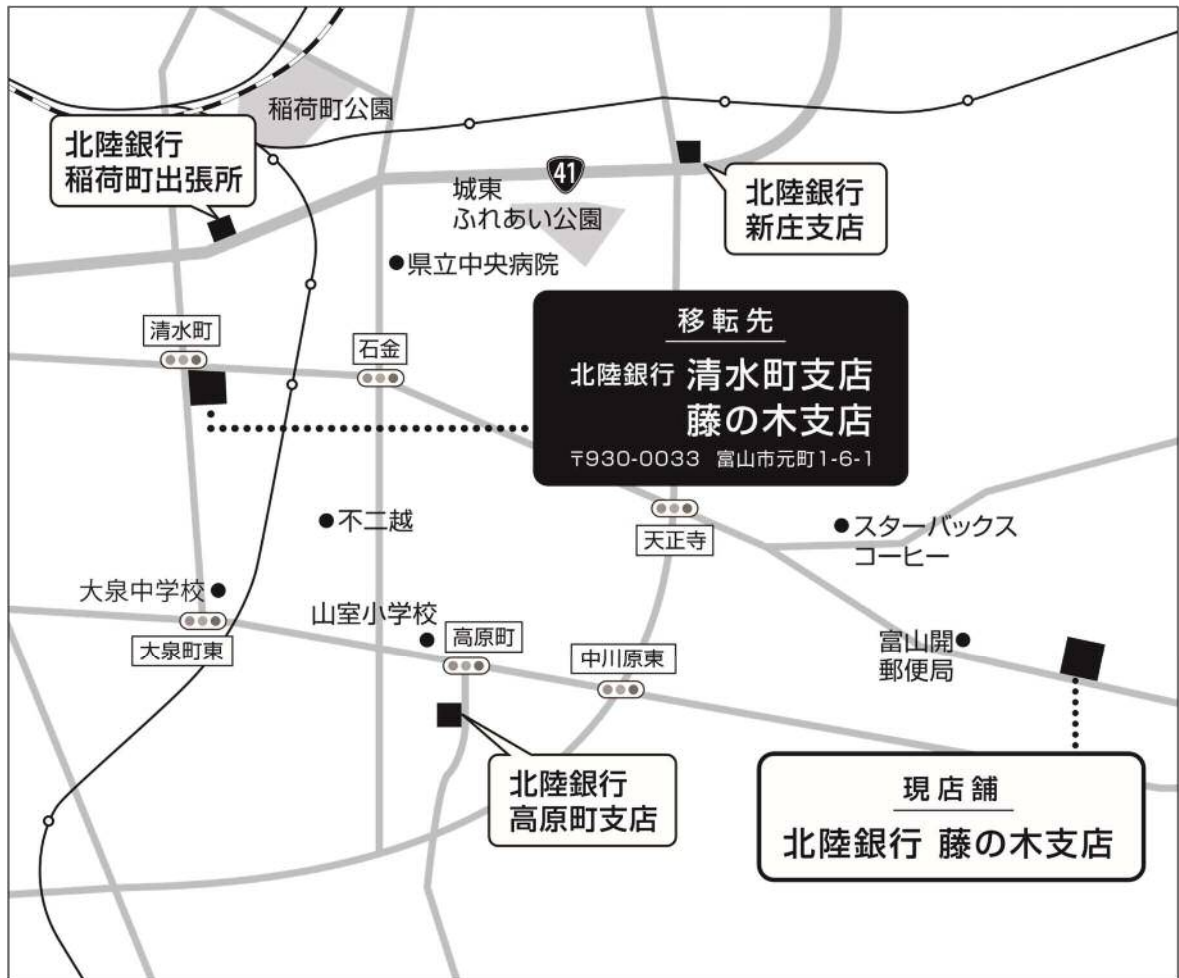 稲荷町公園
北陸銀行
稲荷町出張所
41
城東
ふれあい公園
北陸銀行
新庄支店
県立中央病院
清水町
石金
移転先
北陸銀行 清水町支店
藤の木支店
〒930-0033 富山市元町1-6-1
不二越
天正寺
スターバックス
コーヒー
大泉中学校
大泉町東
山室小学校
高原町
中川原東
富山開
郵便局
北陸銀行
高原町支店
現店舗
北陸銀行 藤の木支店